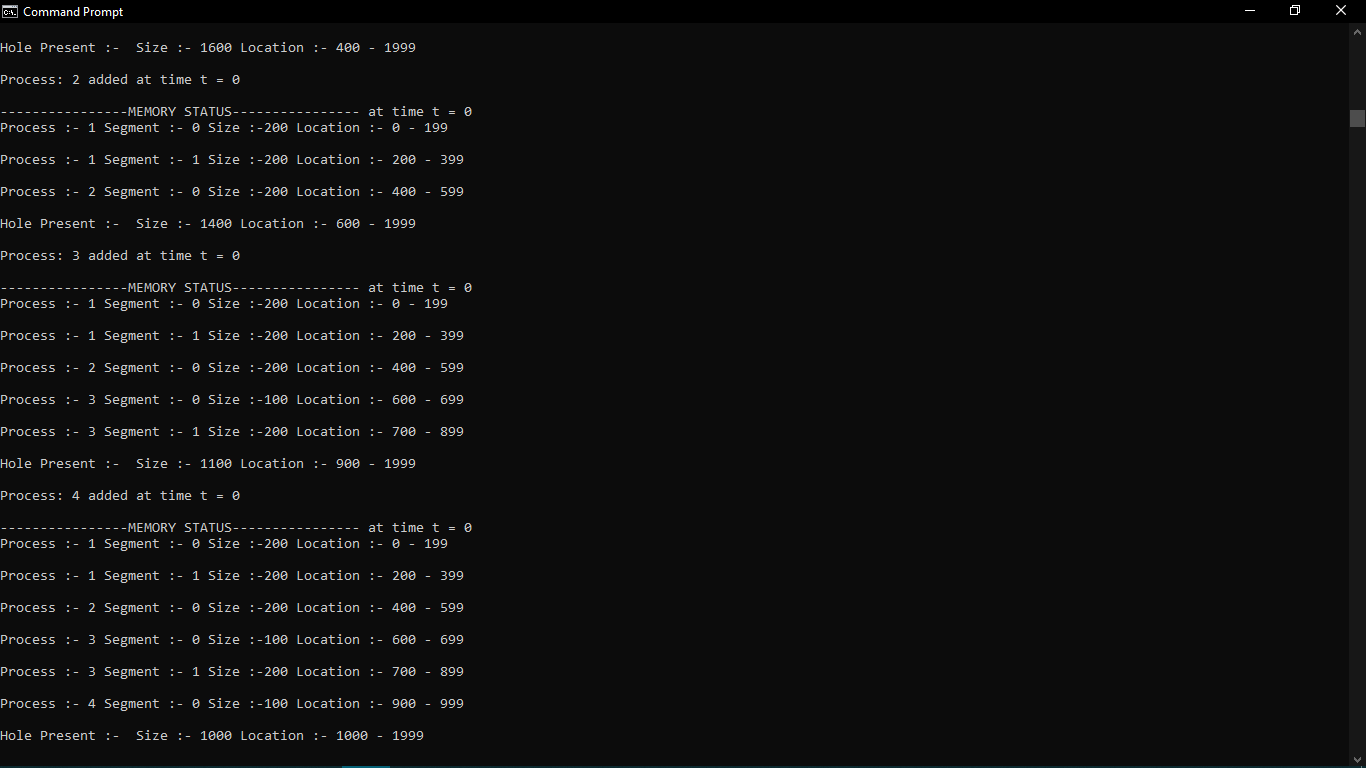 Command Prompt
Hole Present :-  Size :- 1600 Location :- 400 - 1999
Process: 2 added at time t = 0
----------------MEMORY STATUS---------------- at time t = 0
Process :- 1 Segment :- 0 Size :-200 Location :- 0 - 199
Process :- 1 Segment :- 1 Size :-200 Location :- 200 - 399
Process :- 2 Segment :- 0 Size :-200 Location :- 400 - 599
Hole Present :-  Size :- 1400 Location :- 600 - 1999
Process: 3 added at time t = 0
----------------MEMORY STATUS---------------- at time t = 0
Process :- 1 Segment :- 0 Size :-200 Location :- 0 - 199
Process :- 1 Segment :- 1 Size :-200 Location :- 200 - 399
Process :- 2 Segment :- 0 Size :-200 Location :- 400 - 599
Process :- 3 Segment :- 0 Size :-100 Location :- 600 - 699
Process :- 3 Segment :- 1 Size :-200 Location :- 700 - 899
Hole Present :-  Size :- 1100 Location :- 900 - 1999
Process: 4 added at time t = 0
----------------MEMORY STATUS---------------- at time t = 0
Process :- 1 Segment :- 0 Size :-200 Location :- 0 - 199
Process :- 1 Segment :- 1 Size :-200 Location :- 200 - 399
Process :- 2 Segment :- 0 Size :-200 Location :- 400 - 599
Process :- 3 Segment :- 0 Size :-100 Location :- 600 - 699
Process :- 3 Segment :- 1 Size :-200 Location :- 700 - 899
Process :- 4 Segment :- 0 Size :-100 Location :- 900 - 999
Hole Present :-  Size :- 1000 Location :- 1000 - 1999